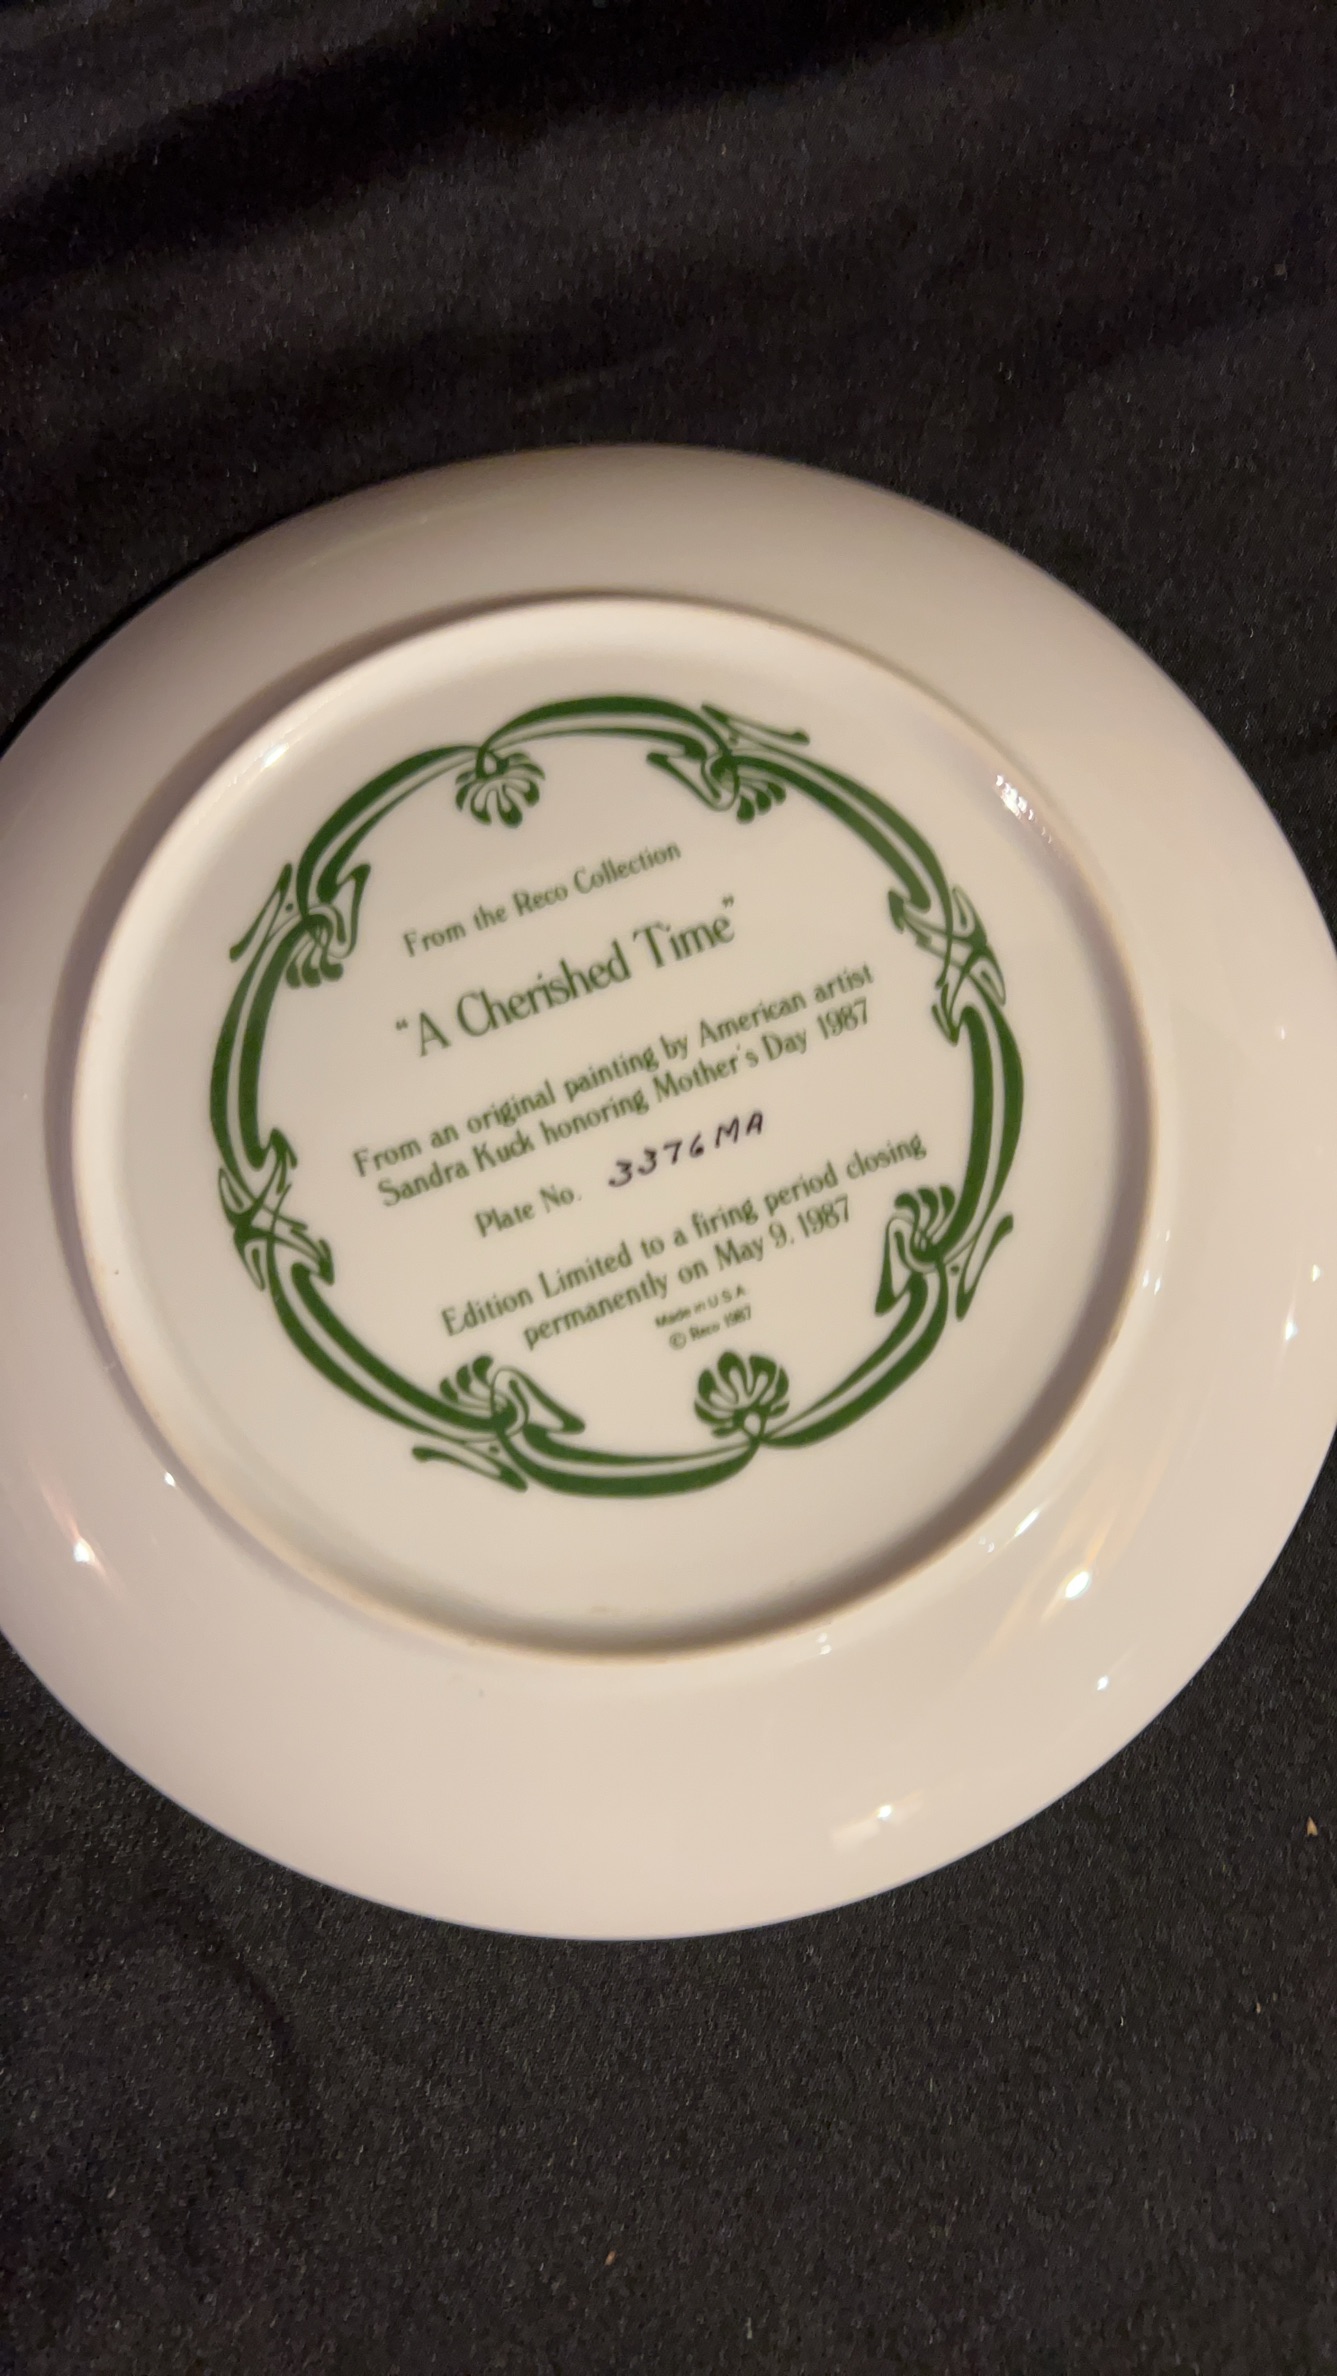 From the Reco Collection
“A Cherished Time”
From an original painting by American artist
Sandra Kuck honoring Mother's Day 1987
Plate No. 3376MA
Edition Limited to a firing period closing
permanently on May 9, 1987
Made in U.S.A.
© Reco 1987